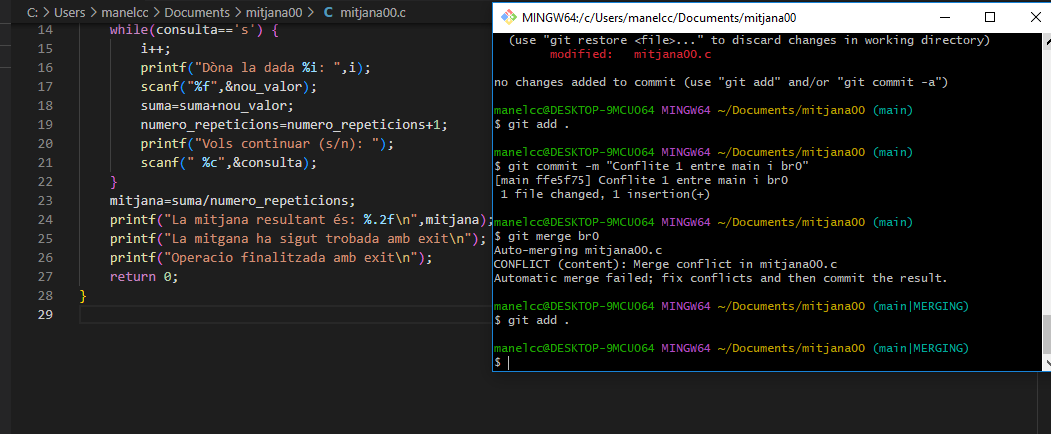 C: > Users > manelcc > Documents > mitjana00 > C mitjana00.c
14 while(consulta=='s') {
15 i++;
16 printf("Dòna la dada %i: ",i);
17 scanf("%f",&nou_valor);
18 suma=suma+nou_valor;
19 numero_repeticions=numero_repeticions+1;
20 printf("Vols continuar (s/n): ");
21 scanf(" %c",&consulta);
22 }
23 mitjana=suma/numero_repeticions;
24 printf("La mitjana resultant és: %.2f\n",mitjana);
25 printf("La mitgana ha sigut trobada amb exit\n");
26 printf("Operacio finalitzada amb exit\n");
27 return 0;
28 }
29
MINGW64:/c/Users/manelcc/Documents/mitjana00
(use "git restore <file>..." to discard changes in working directory)
modified: mitjana00.c
no changes added to commit (use "git add" and/or "git commit -a")
manelcc@DESKTOP-9MCUO64 MINGW64 ~/Documents/mitjana00 (main)
$ git add .
manelcc@DESKTOP-9MCUO64 MINGW64 ~/Documents/mitjana00 (main)
$ git commit -m "Conflite 1 entre main i br0"
[main ffe5f75] Conflite 1 entre main i br0
1 file changed, 1 insertion(+)
manelcc@DESKTOP-9MCUO64 MINGW64 ~/Documents/mitjana00 (main)
$ git merge br0
Auto-merging mitjana00.c
CONFLICT (content): Merge conflict in mitjana00.c
Automatic merge failed; fix conflicts and then commit the result.
manelcc@DESKTOP-9MCUO64 MINGW64 ~/Documents/mitjana00 (main|MERGING)
$ git add .
manelcc@DESKTOP-9MCUO64 MINGW64 ~/Documents/mitjana00 (main|MERGING)
$